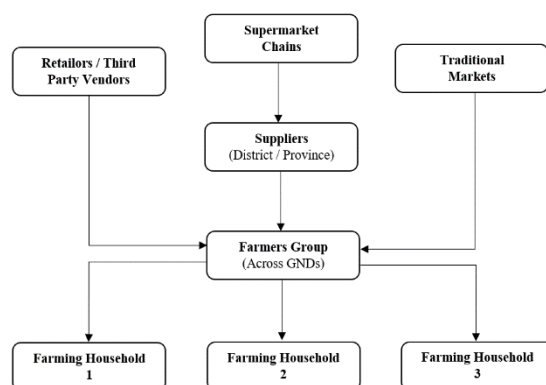 Supermarket
Chains
Retailors / Third
Party Vendors
Traditional
Markets
Suppliers
(District / Province)
Farmers Group
(Across GNDs)
Farming Household
1
Farming Household
2
Farming Household
3